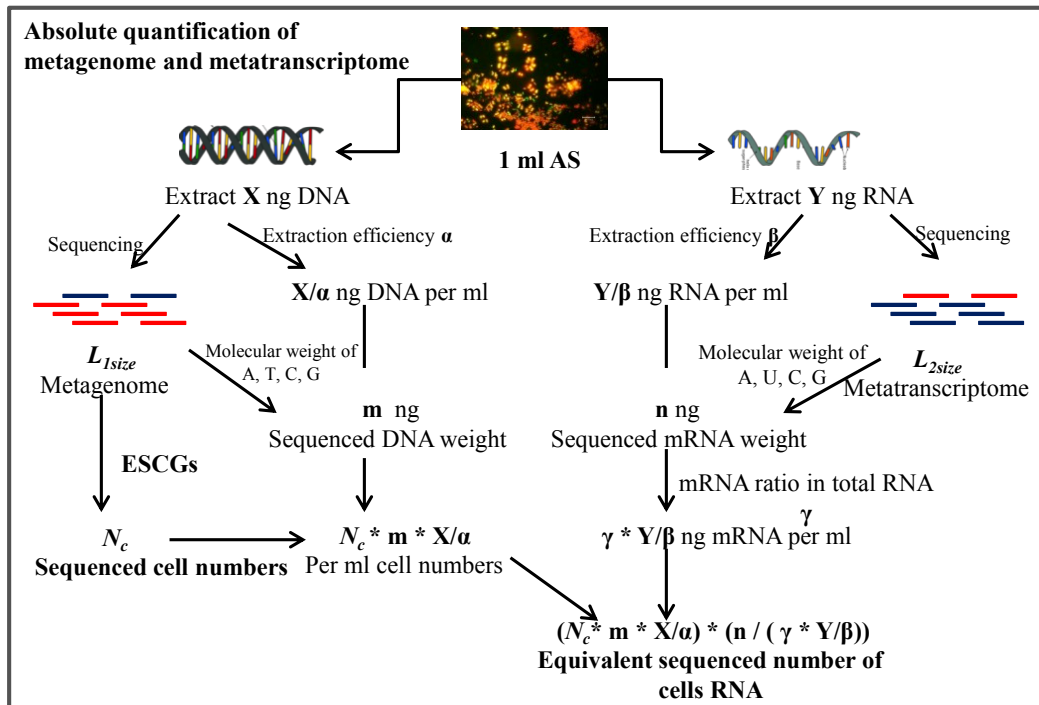 Absolute quantification of
metagenome and metatranscriptome
1 ml AS
Extract X ng DNA
Extract Y ng RNA
Sequencing
Extraction efficiency α
Extraction efficiency β
Sequencing
X/α ng DNA per ml
Y/β ng RNA per ml
L1size
Metagenome
Molecular weight of
A, T, C, G
Molecular weight of
A, U, C, G
L2size
Metatranscriptome
m ng
Sequenced DNA weight
n ng
Sequenced mRNA weight
ESCGs
mRNA ratio in total RNA
γ
Nc
Sequenced cell numbers
Nc * m * X/α
Per ml cell numbers
γ * Y/β ng mRNA per ml
(Nc* m * X/α) * (n / ( γ * Y/β))
Equivalent sequenced number of
cells RNA